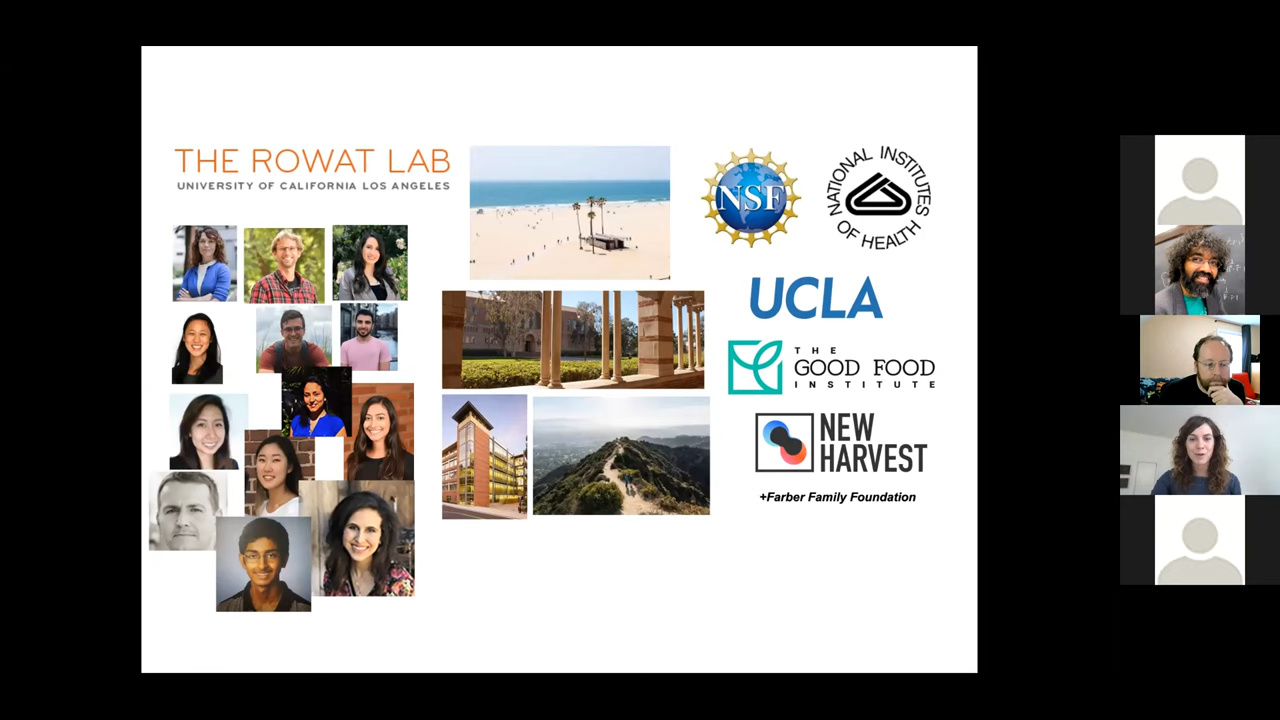 THE ROWAT LAB
UNIVERSITY OF CALIFORNIA LOS ANGELES
NSF
NATIONAL INSTITUTES
OF HEALTH
UCLA
THE
GOOD FOOD
INSTITUTE
NEW
HARVEST
+Farber Family Foundation